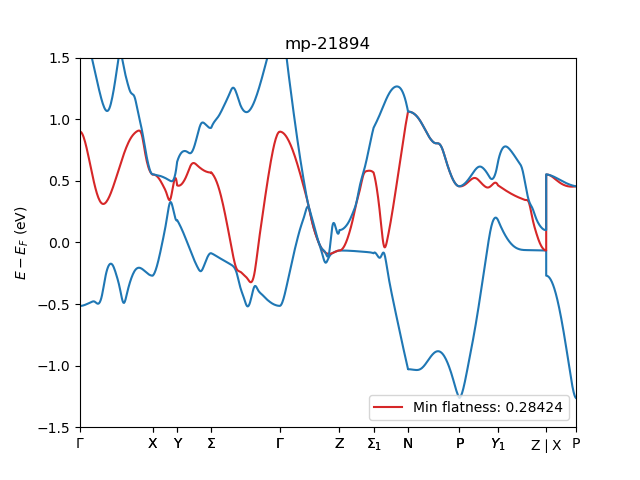 mp-21894
1.5
1.0
0.5
0.0
−0.5
−1.0
−1.5
E − E_F (eV)
Min flatness: 0.28424
Γ X Y Σ Γ Z Σ₁ N P Y₁ Z | X P